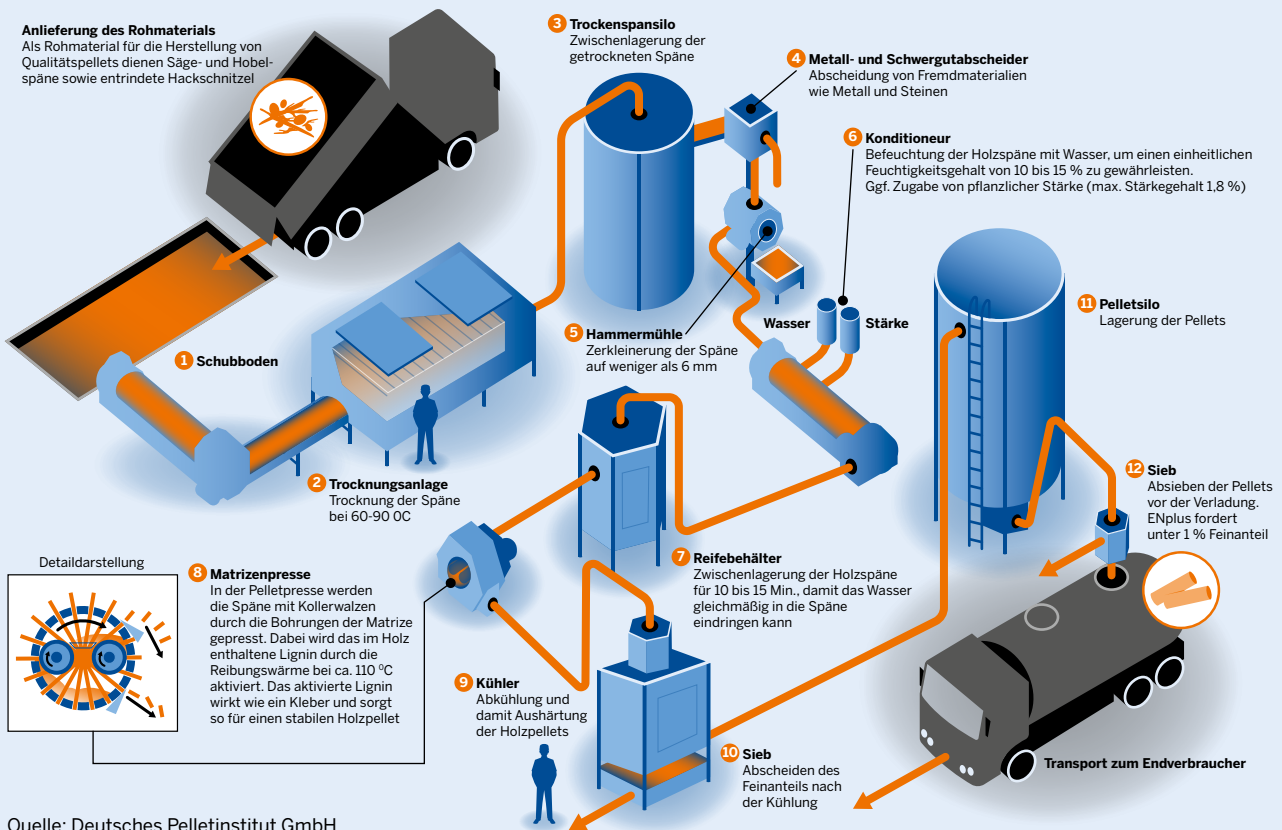 Anlieferung des Rohmaterials
Als Rohmaterial für die Herstellung von
Qualitätspellets dienen Säge- und Hobel-
späne sowie entrindete Hackschnitzel
1 Schubboden
2 Trocknungsanlage
Trocknung der Späne
bei 60-90 0C
3 Trockenspansilo
Zwischenlagerung der
getrockneten Späne
4 Metall- und Schwergutabscheider
Abscheidung von Fremdmaterialien
wie Metall und Steinen
5 Hammermühle
Zerkleinerung der Späne
auf weniger als 6 mm
6 Konditioneur
Befeuchtung der Holzspäne mit Wasser, um einen einheitlichen
Feuchtigkeitsgehalt von 10 bis 15 % zu gewährleisten.
Ggf. Zugabe von pflanzlicher Stärke (max. Stärkegehalt 1,8 %)
Wasser
Stärke
7 Reifebehälter
Zwischenlagerung der Holzspäne
für 10 bis 15 Min., damit das Wasser
gleichmäßig in die Späne
eindringen kann
Detaildarstellung
8 Matrizenpresse
In der Pelletpresse werden
die Späne mit Kollerwalzen
durch die Bohrungen der Matrize
gepresst. Dabei wird das im Holz
enthaltene Lignin durch die
Reibungswärme bei ca. 110 ⁰C
aktiviert. Das aktivierte Lignin
wirkt wie ein Kleber und sorgt
so für einen stabilen Holzpellet
9 Kühler
Abkühlung und
damit Aushärtung
der Holzpellets
10 Sieb
Abscheiden des
Feinanteils nach
der Kühlung
11 Pelletsilo
Lagerung der Pellets
12 Sieb
Absieben der Pellets
vor der Verladung.
ENplus fordert
unter 1 % Feinanteil
Transport zum Endverbraucher
Quelle: Deutsches Pelletinstitut GmbH